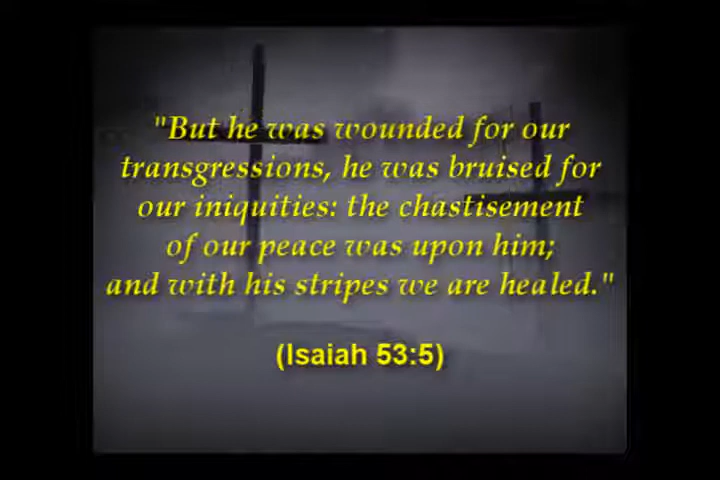 "But he was wounded for our
transgressions, he was bruised for
our iniquities: the chastisement
of our peace was upon him;
and with his stripes we are healed."
(Isaiah 53:5)